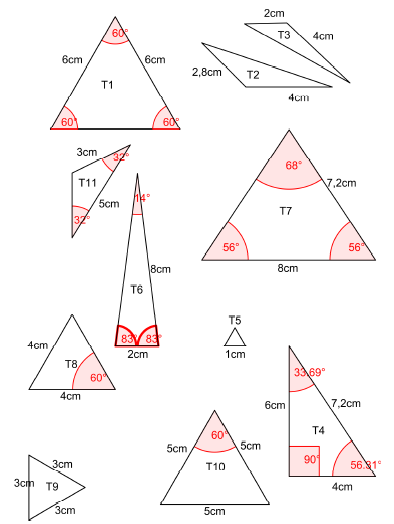 2cm
T3
4cm
60°
6cm
6cm
T1
60°
60°
2,8cm
T2
4cm
3cm
32°
T11
5cm
32°
14°
8cm
T6
83°
83°
2cm
68°
7,2cm
T7
56°
56°
8cm
4cm
T8
60°
4cm
T5
1cm
33.69°
6cm
7,2cm
T4
90°
56.31°
4cm
60°
5cm
5cm
T10
5cm
3cm
3cm
T9
3cm